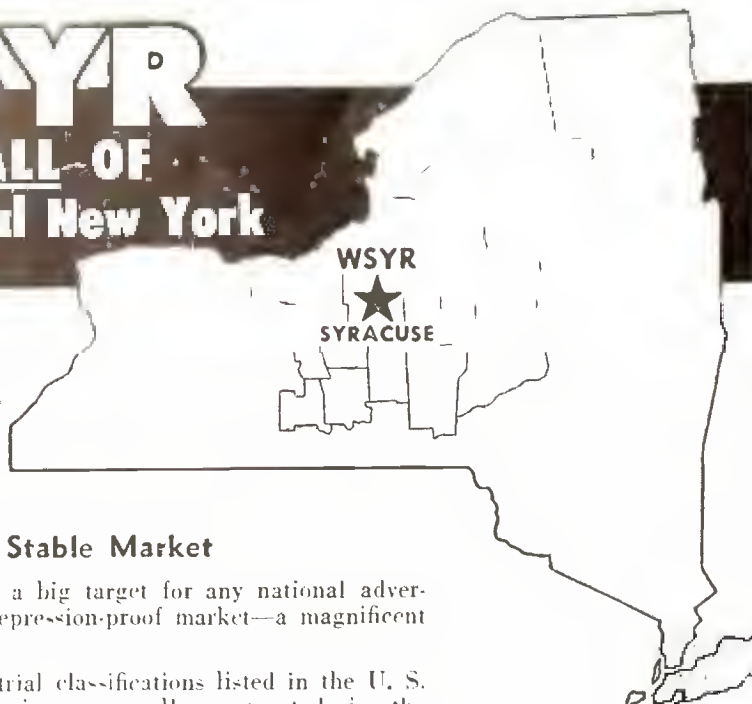 YR
ALL OF
New York
WSYR
SYRACUSE
Stable Market
a big target for any national adver-
epression-proof market—a magnificent
trial classifications listed in the U. S.